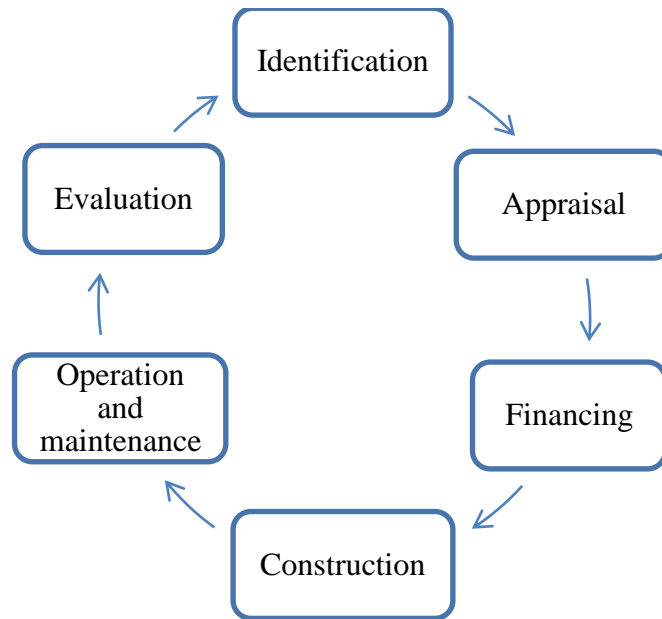 Identification
Appraisal
Financing
Construction
Operation
and
maintenance
Evaluation